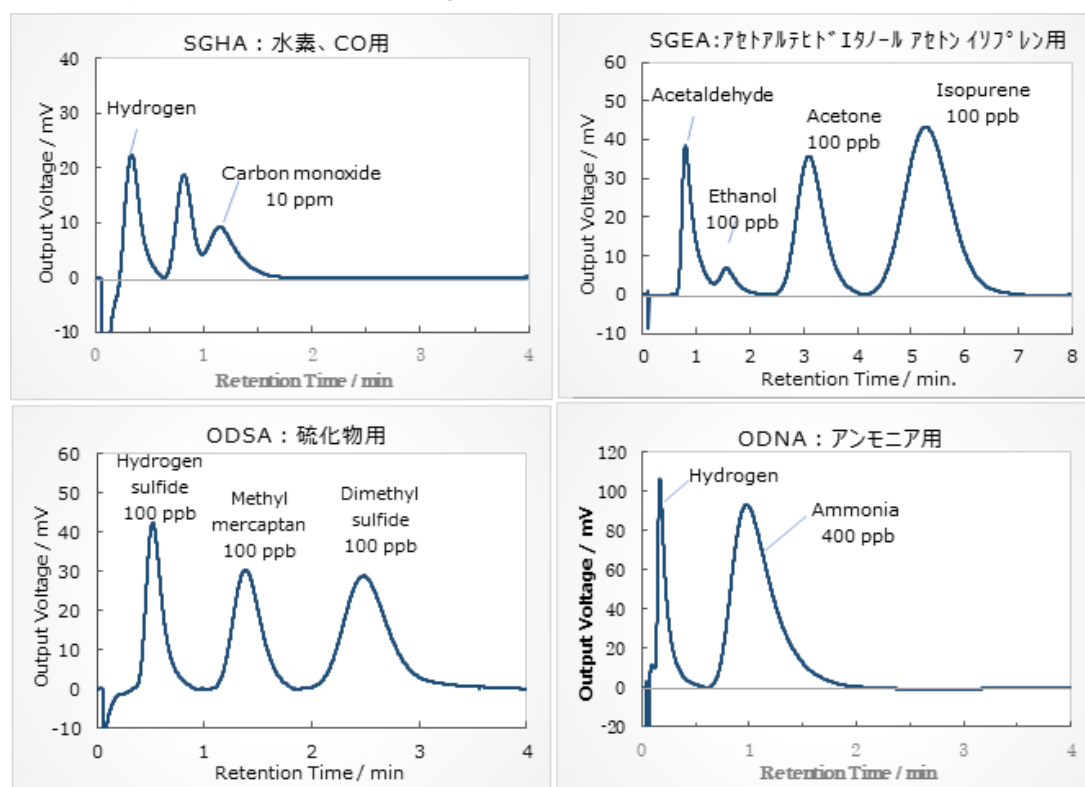 SGHA：水素、CO用
40
30
20
10
0
-10
Output Voltage / mV
Hydrogen
Carbon monoxide
10 ppm
0 1 2 3 4
Retention Time / min
SGEA:ｱｾﾄｱﾙﾃﾋﾄﾞｴﾀﾉｰﾙ ｱｾﾄﾝ ｲｿﾌﾟﾚﾝ用
60
50
40
30
20
10
0
-10
Output Voltage / mV
Acetaldehyde
Ethanol
100 ppb
Acetone
100 ppb
Isopurene
100 ppb
0 1 2 3 4 5 6 7 8
Retention Time / min.
ODSA：硫化物用
60
50
40
30
20
10
0
-10
Output Voltage / mV
Hydrogen
sulfide
100 ppb
Methyl
mercaptan
100 ppb
Dimethyl
sulfide
100 ppb
0 1 2 3 4
Retention Time / min
ODNA：アンモニア用
120
100
80
60
40
20
0
-20
Output Voltage / mV
Hydrogen
Ammonia
400 ppb
0 1 2 3 4
Retention Time / min